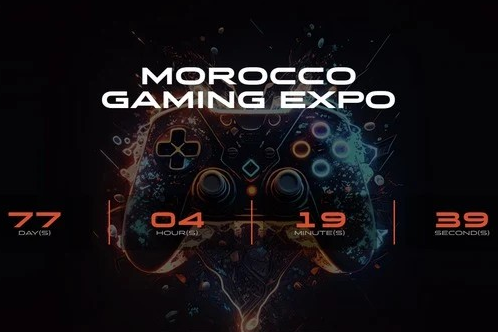 MOROCCO
GAMING EXPO
77 04 19 39
DAY(S) HOUR(S) MINUTE(S) SECOND(S)